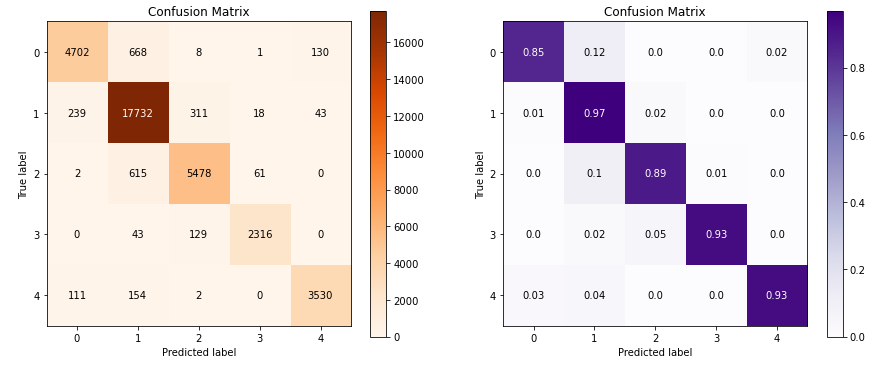 Confusion Matrix
0 4702 668 8 1 130
1 239 17732 311 18 43
2 2 615 5478 61 0
3 0 43 129 2316 0
4 111 154 2 0 3530
0 1 2 3 4
True label
Predicted label
16000
14000
12000
10000
8000
6000
4000
2000
0
Confusion Matrix
0 0.85 0.12 0.0 0.0 0.02
1 0.01 0.97 0.02 0.0 0.0
2 0.0 0.1 0.89 0.01 0.0
3 0.0 0.02 0.05 0.93 0.0
4 0.03 0.04 0.0 0.0 0.93
0 1 2 3 4
True label
Predicted label
0.8
0.6
0.4
0.2
0.0